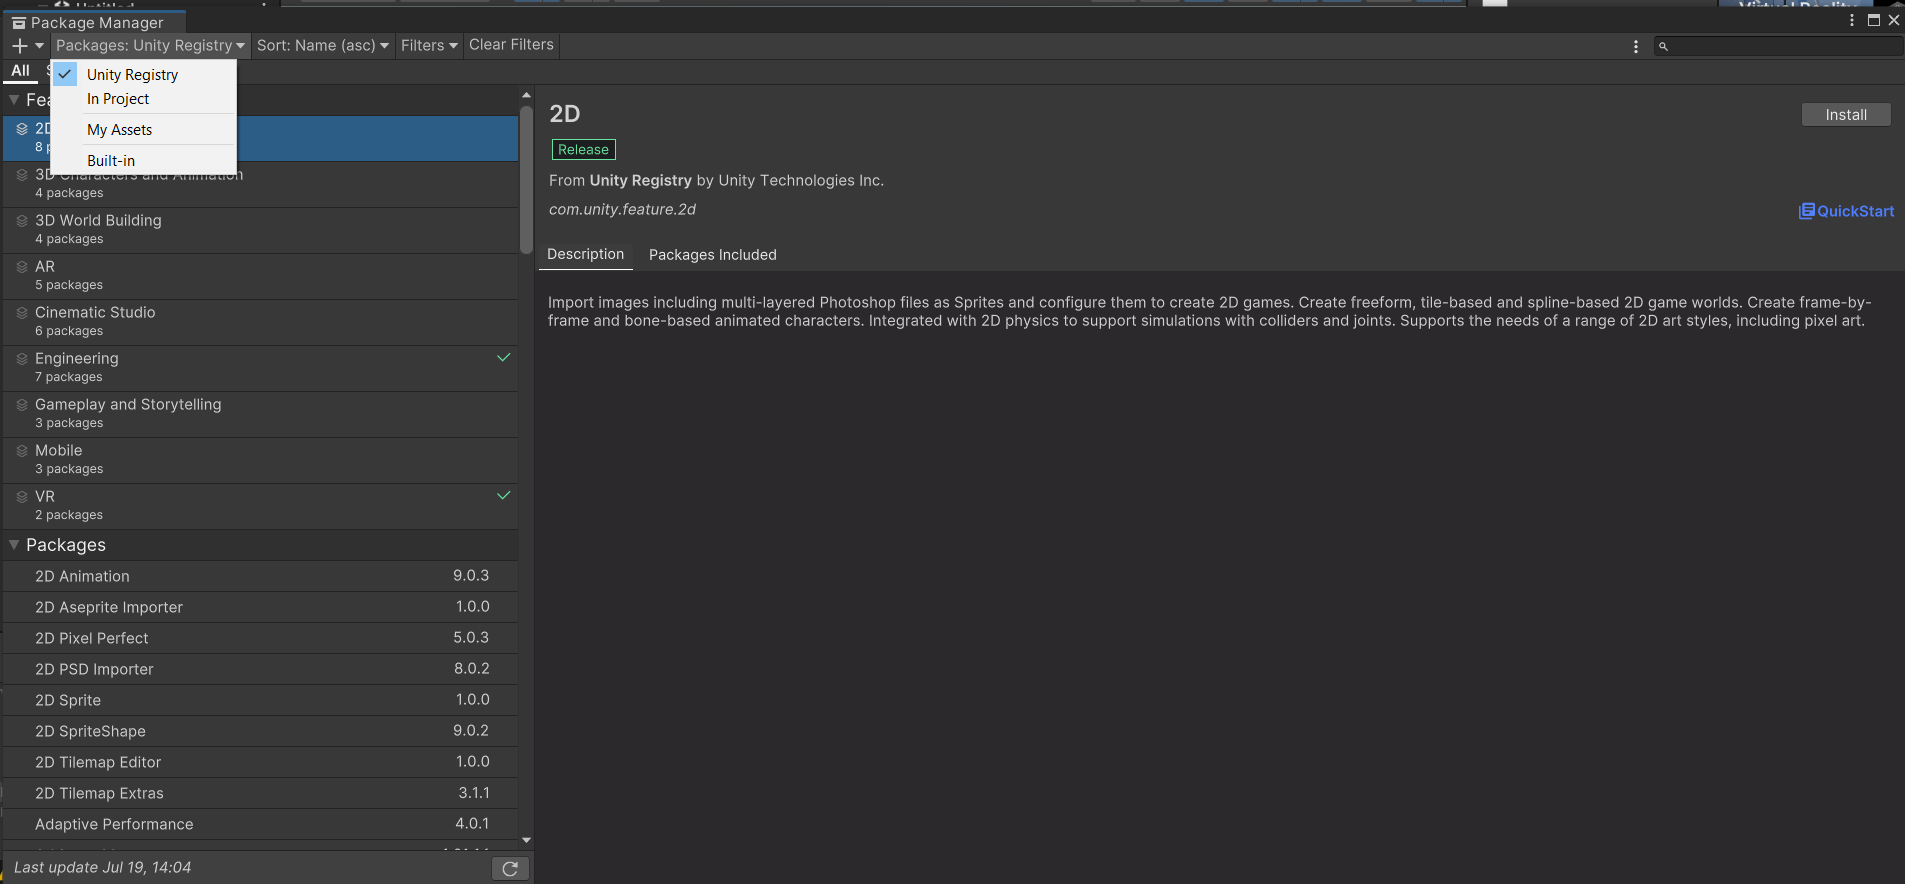 Untitled
Virtual Reality
Package Manager
Packages: Unity Registry
Sort: Name (asc)
Filters
Clear Filters
All
Unity Registry
In Project
My Assets
Built-in
2D
Install
Release
From Unity Registry by Unity Technologies Inc.
com.unity.feature.2d
QuickStart
Description
Packages Included
Import images including multi-layered Photoshop files as Sprites and configure them to create 2D games. Create freeform, tile-based and spline-based 2D game worlds. Create frame-by-
frame and bone-based animated characters. Integrated with 2D physics to support simulations with colliders and joints. Supports the needs of a range of 2D art styles, including pixel art.
2D
8
3D Characters and Animation
4 packages
3D World Building
4 packages
AR
5 packages
Cinematic Studio
6 packages
Engineering
7 packages
Gameplay and Storytelling
3 packages
Mobile
3 packages
VR
2 packages
Packages
2D Animation 9.0.3
2D Aseprite Importer 1.0.0
2D Pixel Perfect 5.0.3
2D PSD Importer 8.0.2
2D Sprite 1.0.0
2D SpriteShape 9.0.2
2D Tilemap Editor 1.0.0
2D Tilemap Extras 3.1.1
Adaptive Performance 4.0.1
Last update Jul 19, 14:04